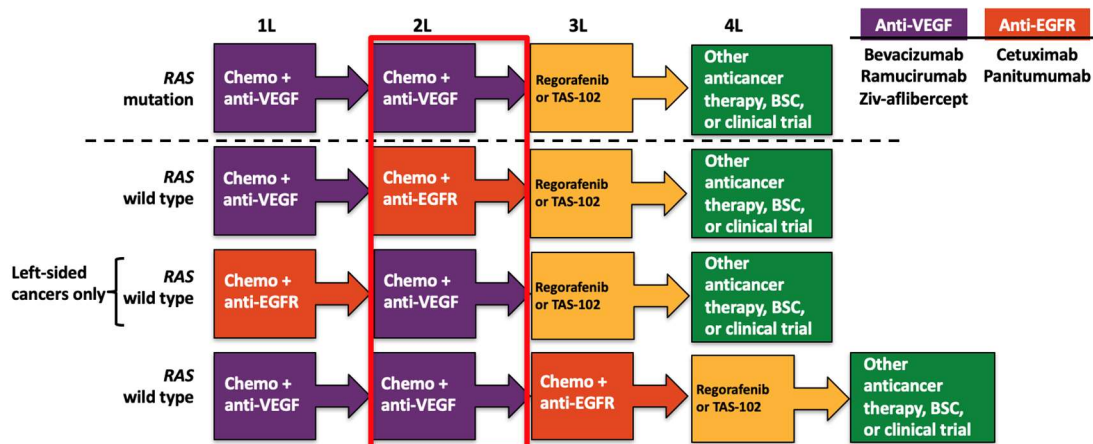 1L 2L 3L 4L
Anti-VEGF Anti-EGFR
Bevacizumab Cetuximab
Ramucirumab Panitumumab
Ziv-aflibercept
RAS
mutation
Chemo +
anti-VEGF
Chemo +
anti-VEGF
Regorafenib
or TAS-102
Other
anticancer
therapy, BSC,
or clinical trial
RAS
wild type
Chemo +
anti-VEGF
Chemo +
anti-EGFR
Regorafenib
or TAS-102
Other
anticancer
therapy, BSC,
or clinical trial
Left-sided
cancers only
RAS
wild type
Chemo +
anti-EGFR
Chemo +
anti-VEGF
Regorafenib
or TAS-102
Other
anticancer
therapy, BSC,
or clinical trial
RAS
wild type
Chemo +
anti-VEGF
Chemo +
anti-VEGF
Chemo +
anti-EGFR
Regorafenib
or TAS-102
Other
anticancer
therapy, BSC,
or clinical trial